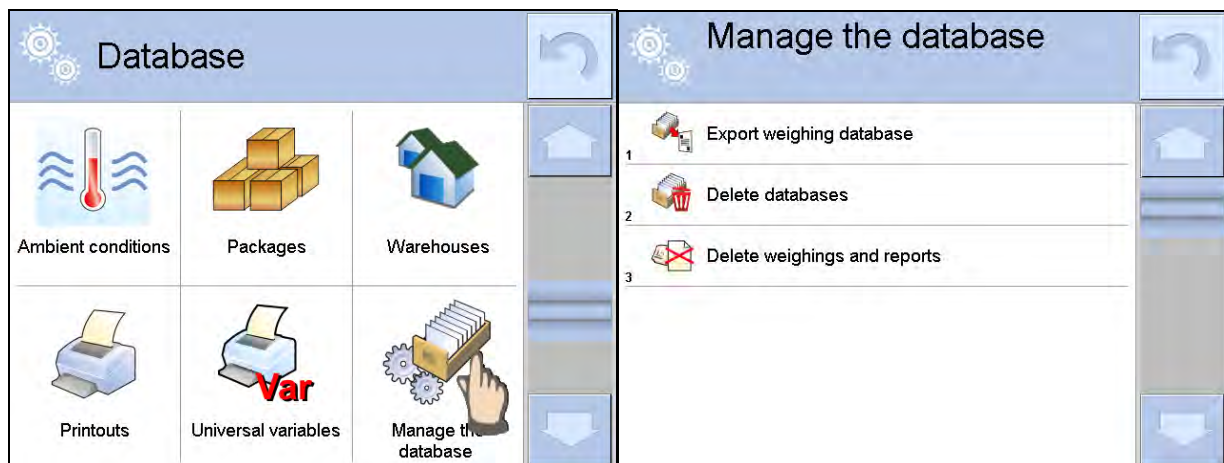 Database
Ambient conditions
Packages
Warehouses
Printouts
Var
Universal variables
Manage the
database
Manage the database
1
Export weighing database
2
Delete databases
3
Delete weighings and reports